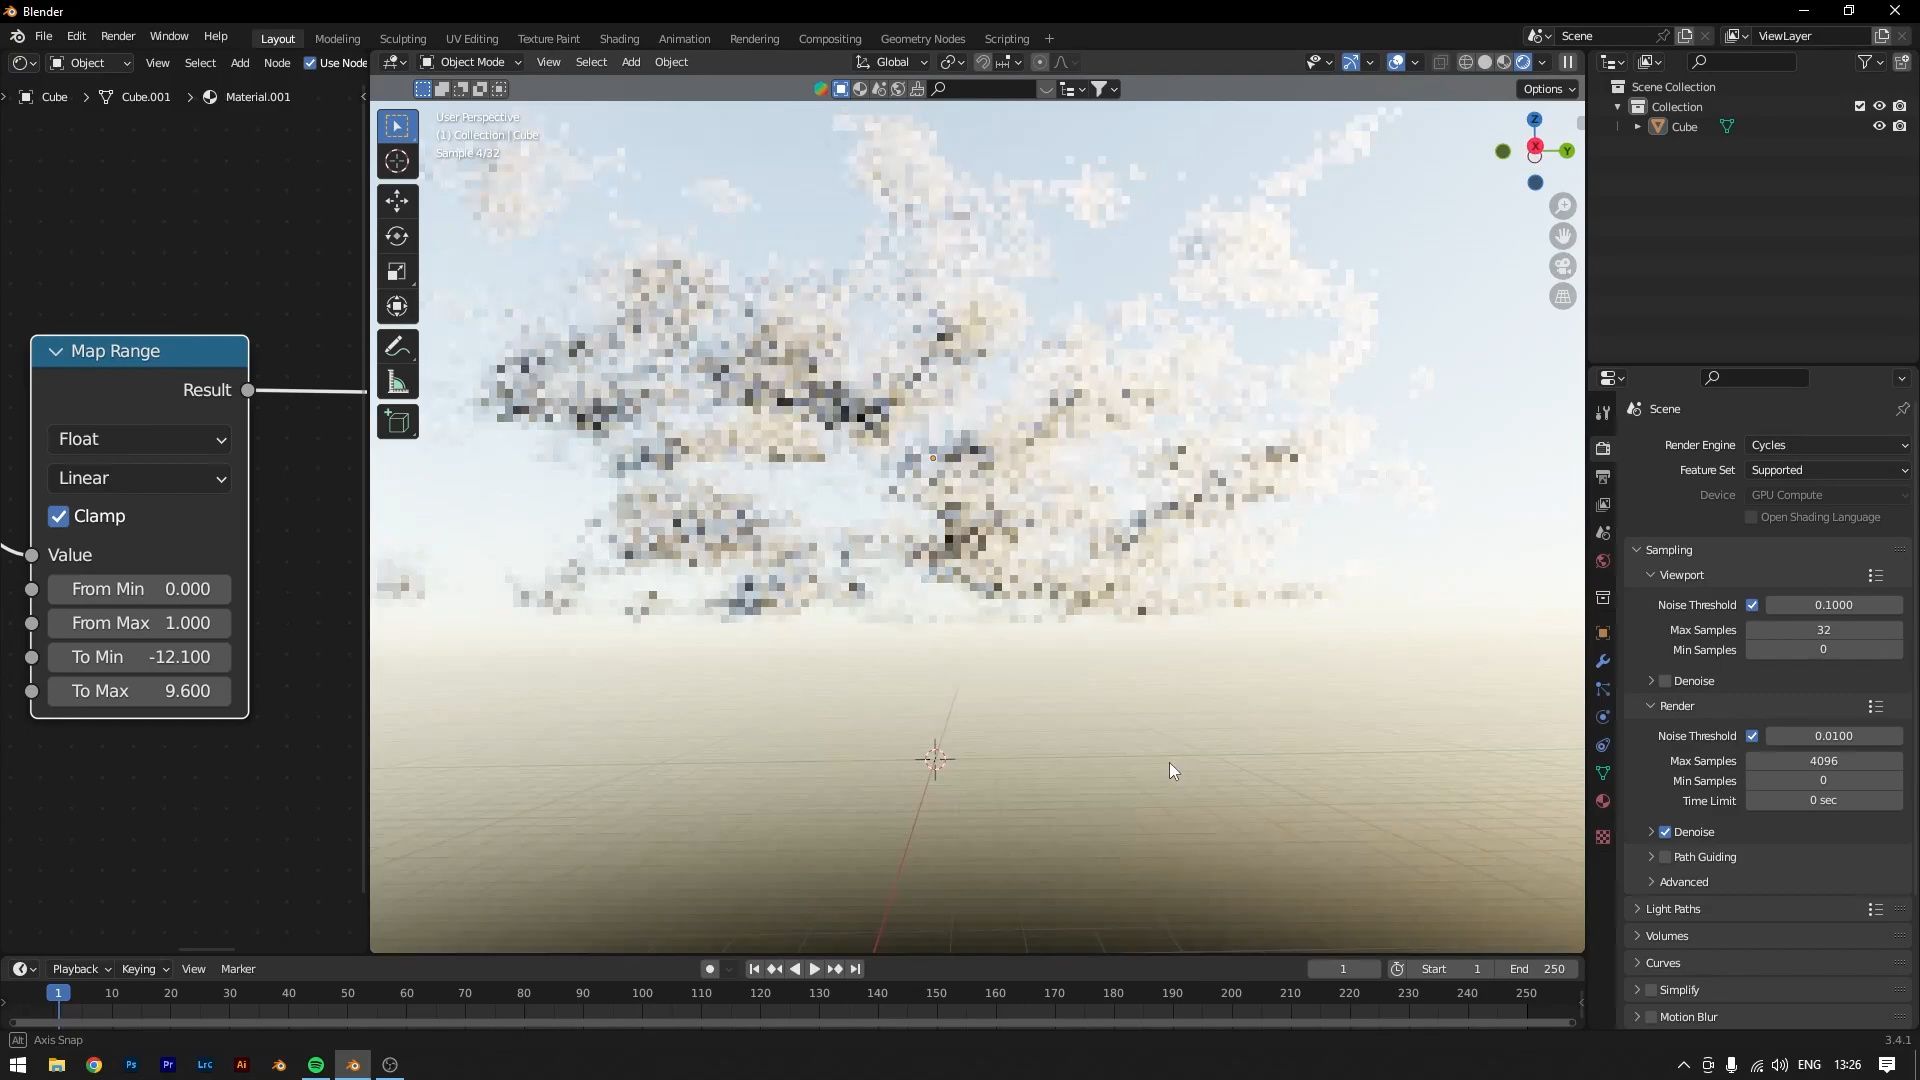 Blender
File Edit Render Window Help
Layout Modeling Sculpting UV Editing Texture Paint Shading Animation Rendering Compositing Geometry Nodes Scripting +
Scene
ViewLayer
Object View Select Add Node Use Node
Object Mode View Select Add Object
Global
Cube > Cube.001 > Material.001
Options
User Perspective
(1) Collection | Cube
Sample 4/32
Z
X
Y
Map Range
Result
Float
Linear
Clamp
Value
From Min 0.000
From Max 1.000
To Min -12.100
To Max 9.600
Scene Collection
Collection
Cube
Scene
Render Engine Cycles
Feature Set Supported
Device GPU Compute
Open Shading Language
Sampling
Viewport
Noise Threshold 0.1000
Max Samples 32
Min Samples 0
Denoise
Render
Noise Threshold 0.0100
Max Samples 4096
Min Samples 0
Time Limit 0 sec
Denoise
Path Guiding
Advanced
Light Paths
Volumes
Curves
Simplify
Motion Blur
Playback Keying View Marker
1
Start 1 End 250
1 10 20 30 40 50 60 70 80 90 100 110 120 130 140 150 160 170 180 190 200 210 220 230 240 250
Alt Axis Snap
3.4.1
Ps Pr Lrc Ai
ENG 13:26